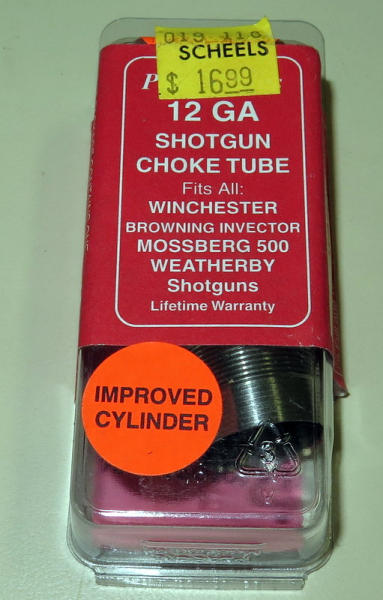 019 116
SCHEELS
$ 16.99
12 GA
SHOTGUN
CHOKE TUBE
Fits All:
WINCHESTER
BROWNING INVECTOR
MOSSBERG 500
WEATHERBY
Shotguns
Lifetime Warranty
IMPROVED
CYLINDER